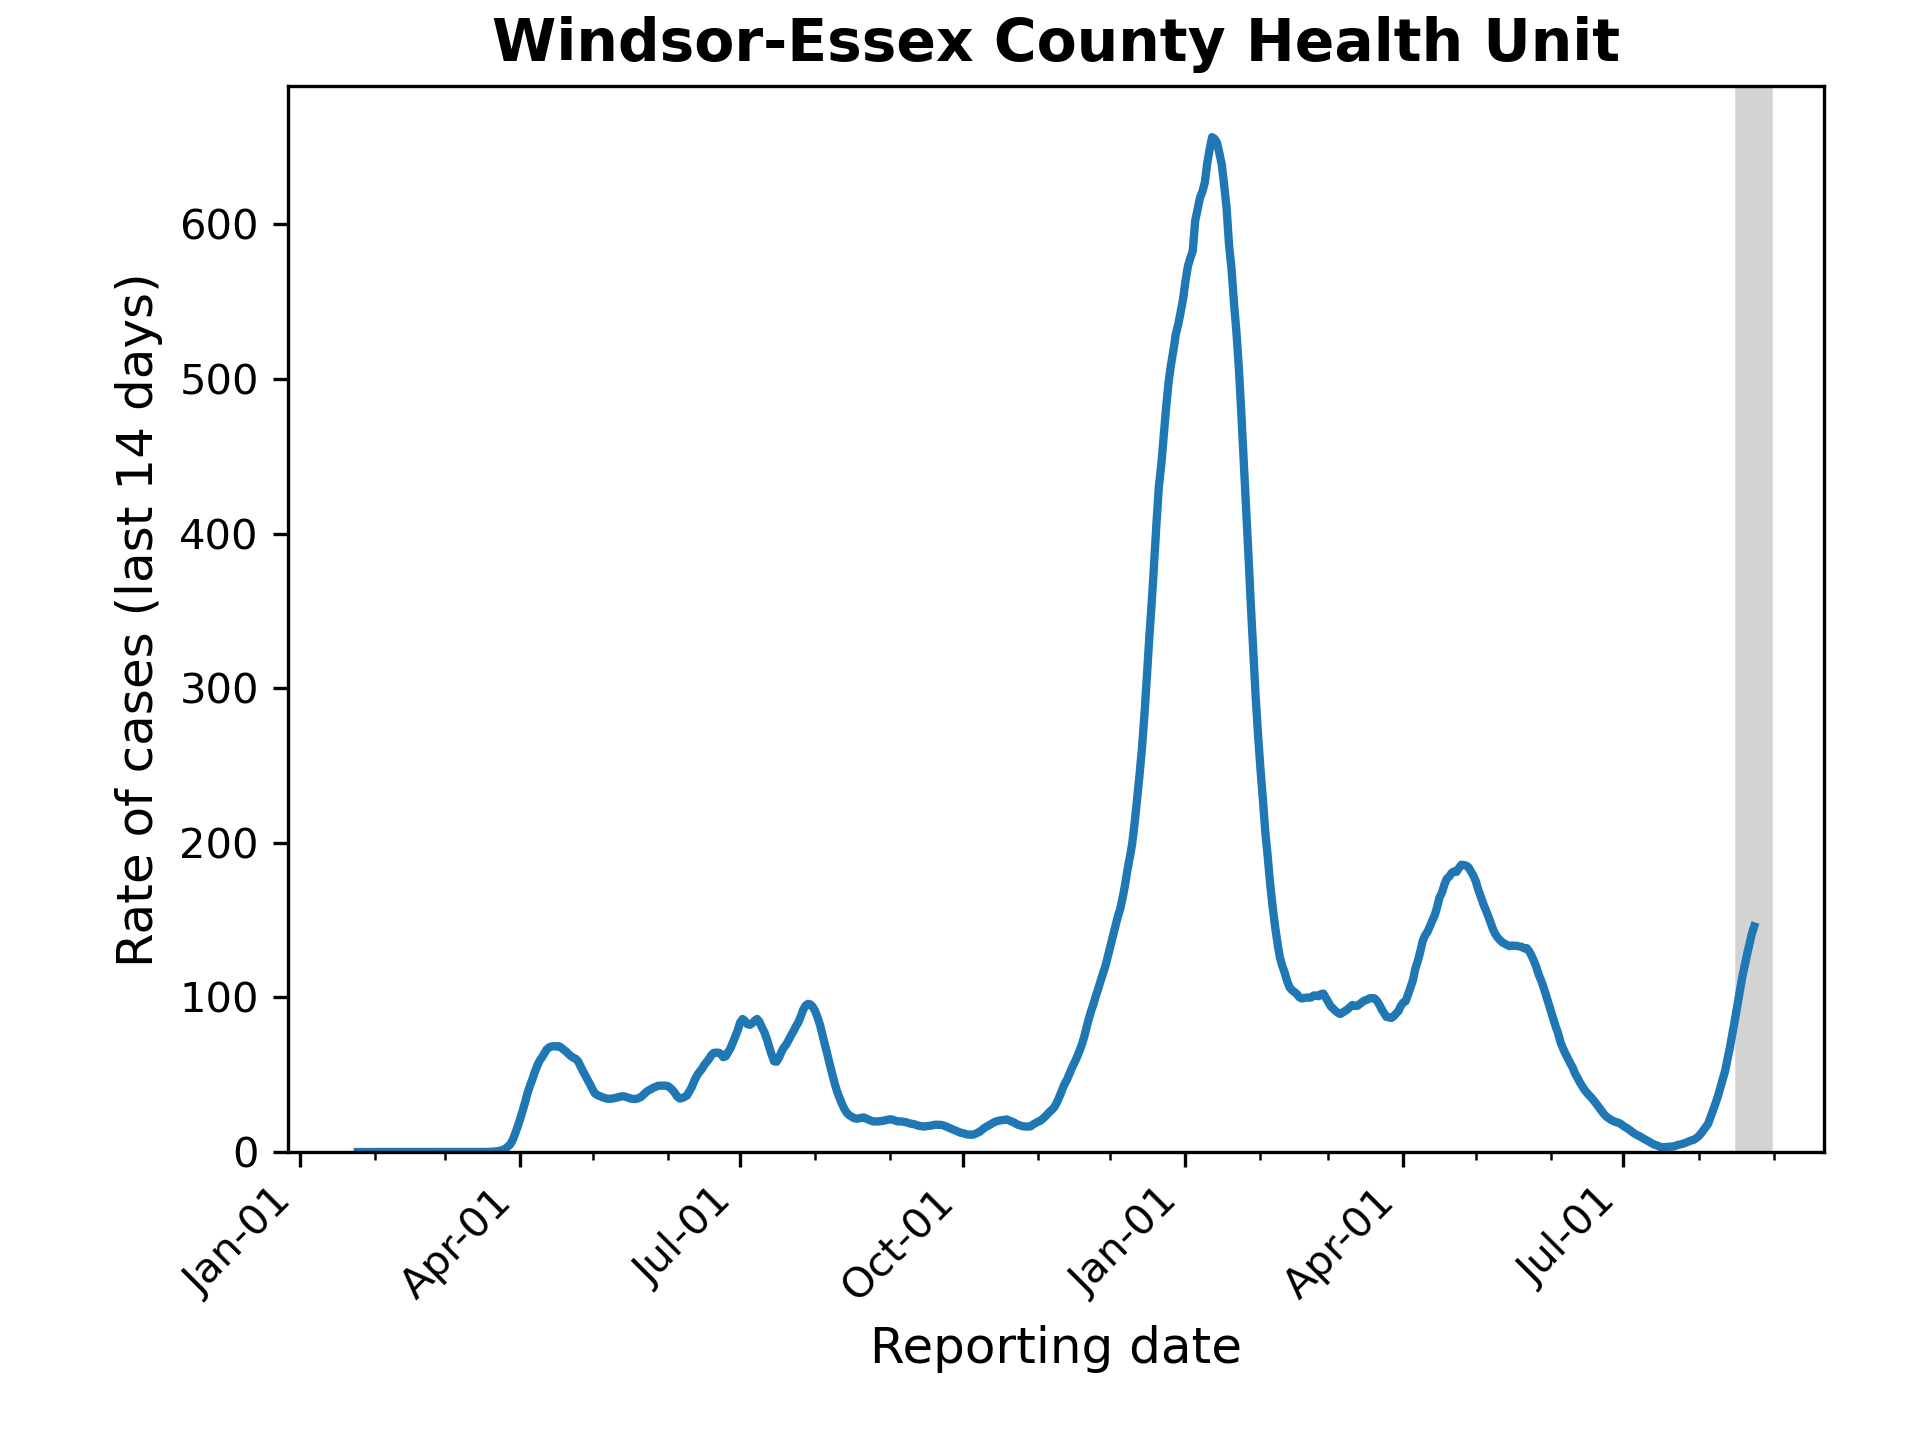 Windsor-Essex County Health Unit
Rate of cases (last 14 days)
600
500
400
300
200
100
0
Jan-01
Apr-01
Jul-01
Oct-01
Jan-01
Apr-01
Jul-01
Reporting date